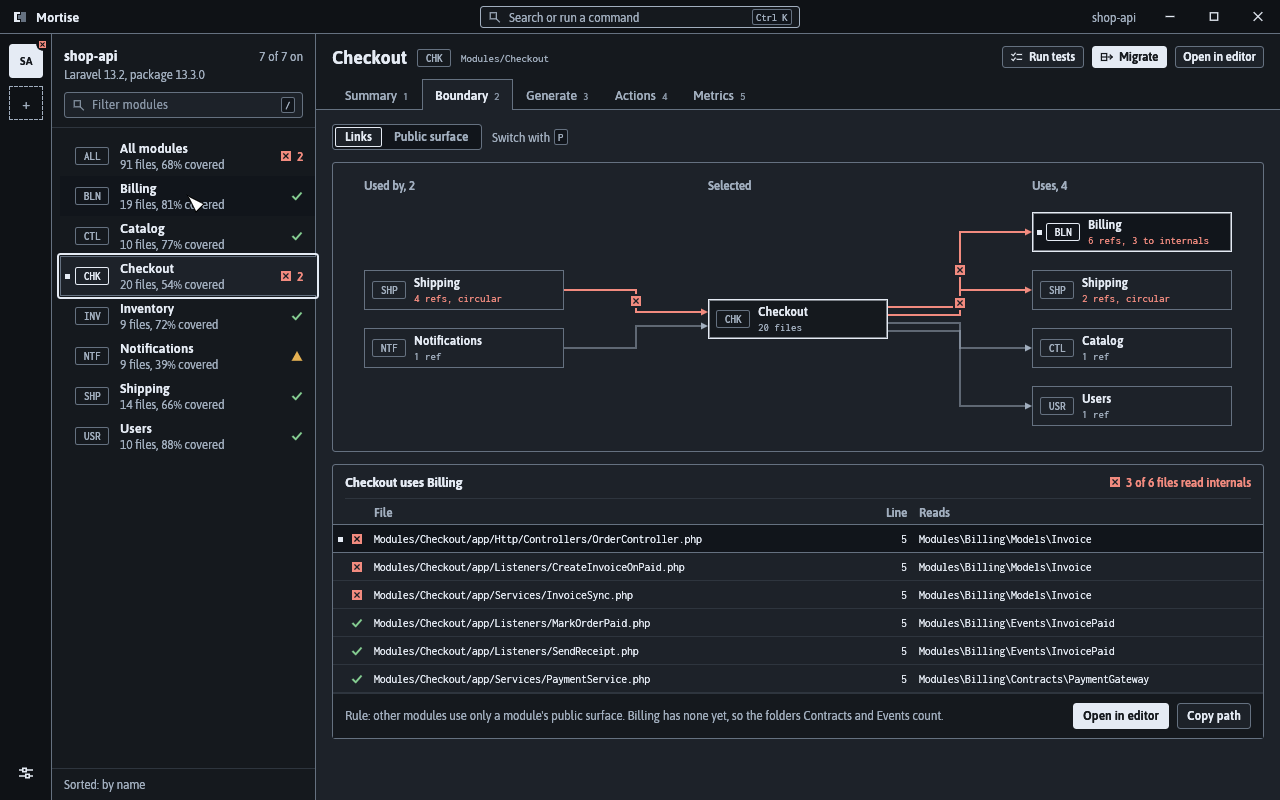 Mortise
Search or run a command
Ctrl K
shop-api
SA
+
shop-api
7 of 7 on
Laravel 13.2, package 13.3.0
Filter modules
/
ALL
All modules
91 files, 68% covered
2
BLN
Billing
19 files, 81% covered
CTL
Catalog
10 files, 77% covered
CHK
Checkout
20 files, 54% covered
2
INV
Inventory
9 files, 72% covered
NTF
Notifications
9 files, 39% covered
SHP
Shipping
14 files, 66% covered
USR
Users
10 files, 88% covered
Sorted: by name
Checkout
CHK
Modules/Checkout
Run tests
Migrate
Open in editor
Summary 1
Boundary 2
Generate 3
Actions 4
Metrics 5
Links
Public surface
Switch with P
Used by, 2
Selected
Uses, 4
SHP
Shipping
4 refs, circular
NTF
Notifications
1 ref
CHK
Checkout
20 files
BLN
Billing
6 refs, 3 to internals
SHP
Shipping
2 refs, circular
CTL
Catalog
1 ref
USR
Users
1 ref
Checkout uses Billing
3 of 6 files read internals
File Line Reads
Modules/Checkout/app/Http/Controllers/OrderController.php 5 Modules\Billing\Models\Invoice
Modules/Checkout/app/Listeners/CreateInvoiceOnPaid.php 5 Modules\Billing\Models\Invoice
Modules/Checkout/app/Services/InvoiceSync.php 5 Modules\Billing\Models\Invoice
Modules/Checkout/app/Listeners/MarkOrderPaid.php 5 Modules\Billing\Events\InvoicePaid
Modules/Checkout/app/Listeners/SendReceipt.php 5 Modules\Billing\Events\InvoicePaid
Modules/Checkout/app/Services/PaymentService.php 5 Modules\Billing\Contracts\PaymentGateway
Rule: other modules use only a module's public surface. Billing has none yet, so the folders Contracts and Events count.
Open in editor
Copy path